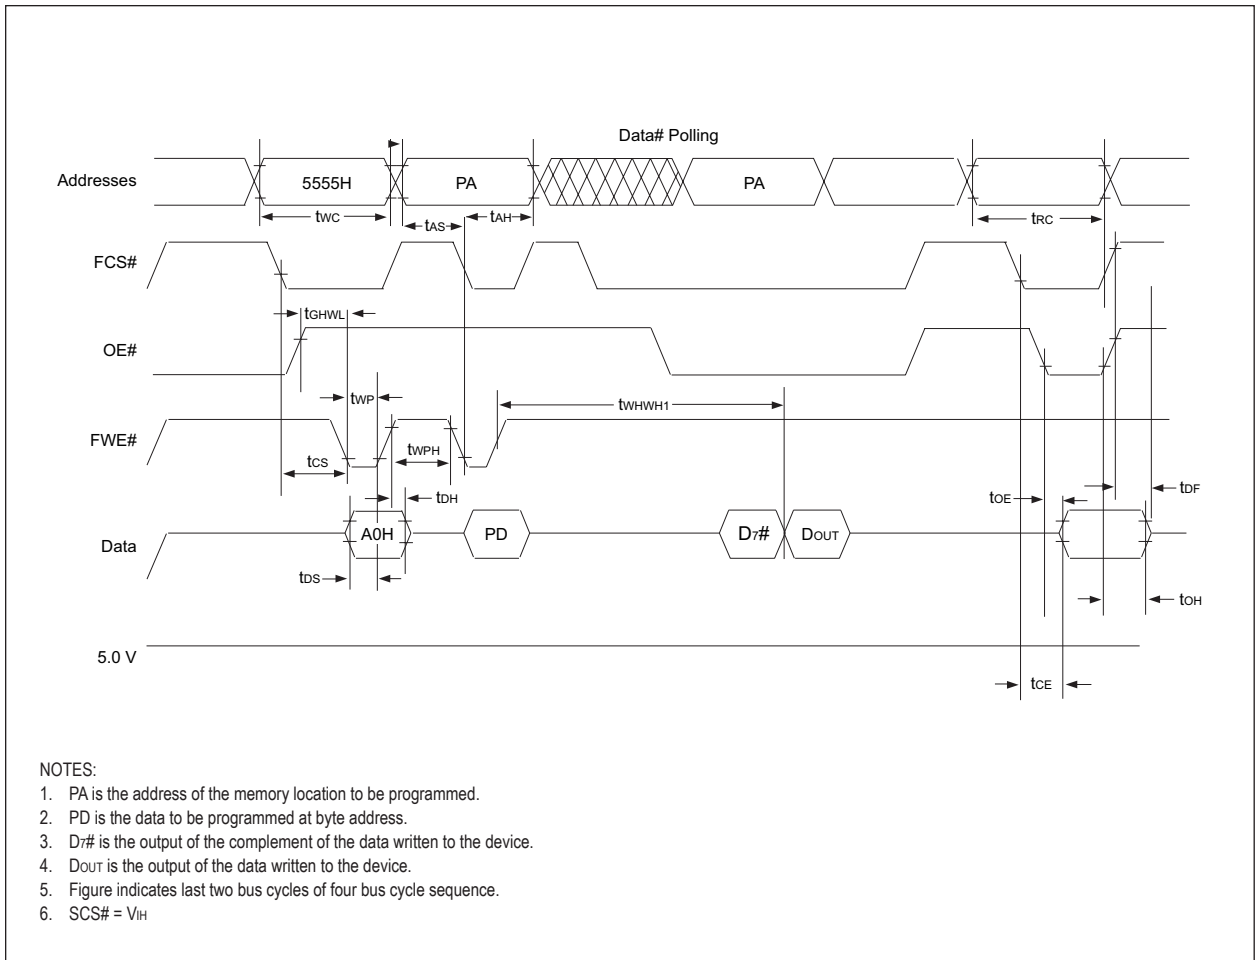 Data# Polling
Addresses
5555H
PA
PA
tWC
tAS
tAH
tRC
FCS#
tGHWL
OE#
tWP
tWHWH1
FWE#
tWPH
tCS
tDH
tOE
tDF
Data
A0H
PD
D7#
DOUT
tDS
tOH
5.0 V
tCE
NOTES:
1. PA is the address of the memory location to be programmed.
2. PD is the data to be programmed at byte address.
3. D7# is the output of the complement of the data written to the device.
4. DOUT is the output of the data written to the device.
5. Figure indicates last two bus cycles of four bus cycle sequence.
6. SCS# = VIH